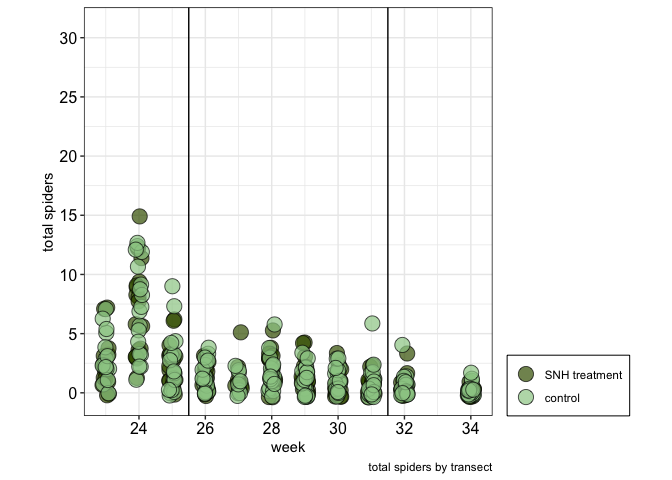 30
25
20
15
10
5
0
total spiders
24 26 28 30 32 34
week
SNH treatment
control
total spiders by transect